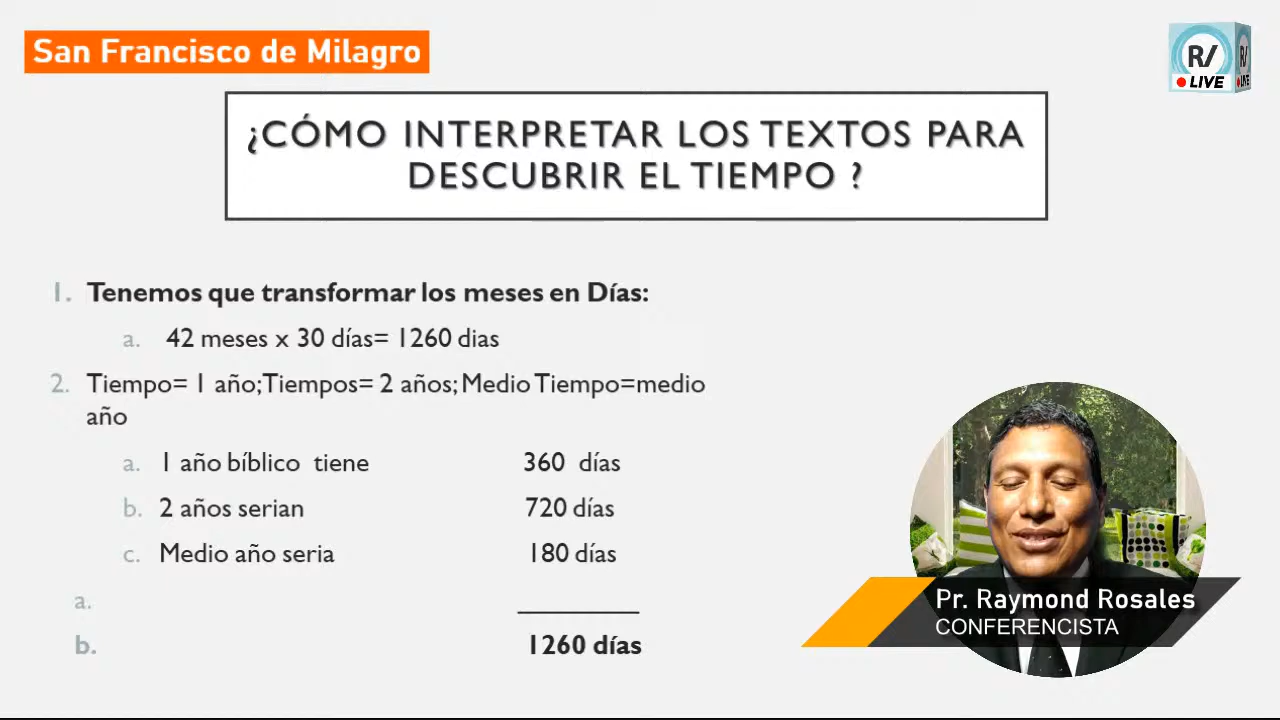 San Francisco de Milagro
R/
LIVE
LIVE
¿CÓMO INTERPRETAR LOS TEXTOS PARA
DESCUBRIR EL TIEMPO ?
1. Tenemos que transformar los meses en Días:
a. 42 meses x 30 días= 1260 dias
2. Tiempo= 1 año;Tiempos= 2 años; Medio Tiempo=medio
año
a. 1 año bíblico tiene 360 días
b. 2 años serian 720 días
c. Medio año seria 180 días
a.
b. 1260 días
Pr. Raymond Rosales
CONFERENCISTA